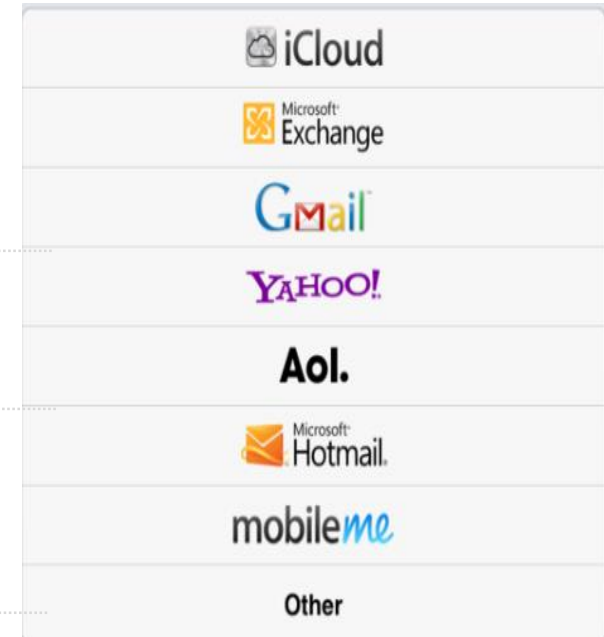 iCloud
Microsoft
Exchange
Gmail
YAHOO!
Aol.
Microsoft
Hotmail.
mobileme
Other